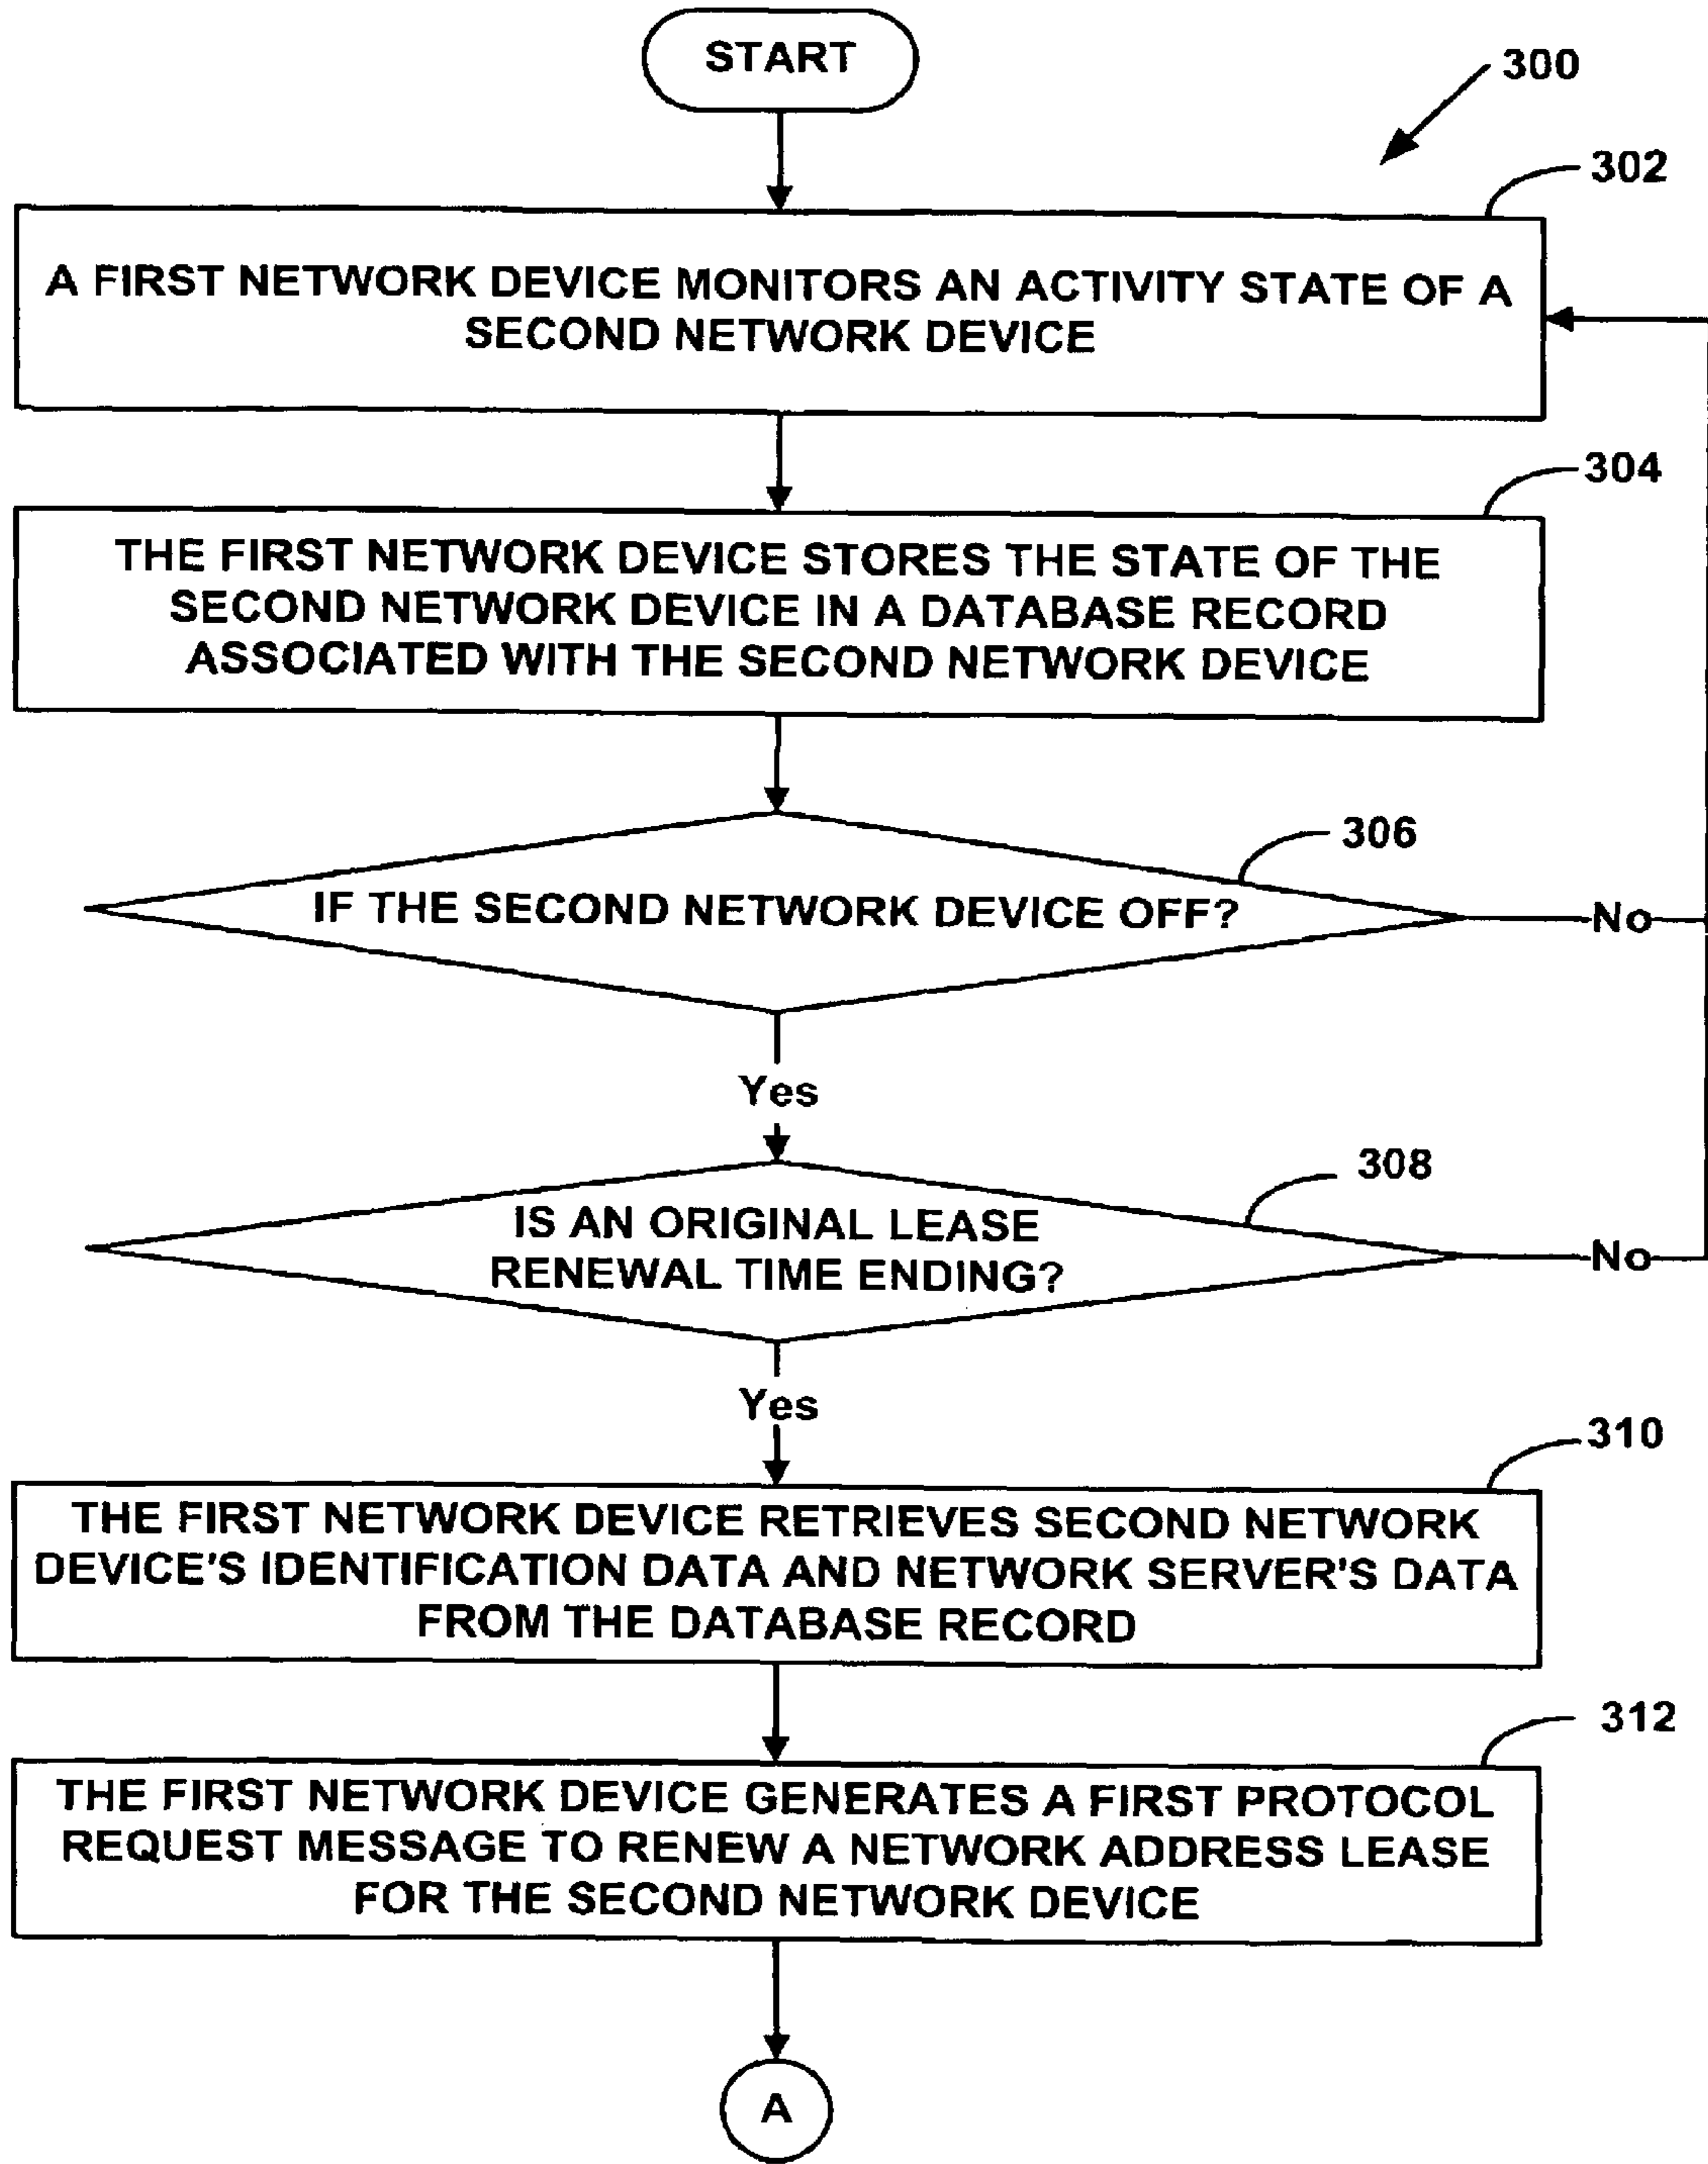 START
300
302
A FIRST NETWORK DEVICE MONITORS AN ACTIVITY STATE OF A
SECOND NETWORK DEVICE
304
THE FIRST NETWORK DEVICE STORES THE STATE OF THE
SECOND NETWORK DEVICE IN A DATABASE RECORD
ASSOCIATED WITH THE SECOND NETWORK DEVICE
306
IF THE SECOND NETWORK DEVICE OFF?
No
Yes
308
IS AN ORIGINAL LEASE
RENEWAL TIME ENDING?
No
Yes
310
THE FIRST NETWORK DEVICE RETRIEVES SECOND NETWORK
DEVICE'S IDENTIFICATION DATA AND NETWORK SERVER'S DATA
FROM THE DATABASE RECORD
312
THE FIRST NETWORK DEVICE GENERATES A FIRST PROTOCOL
REQUEST MESSAGE TO RENEW A NETWORK ADDRESS LEASE
FOR THE SECOND NETWORK DEVICE
A